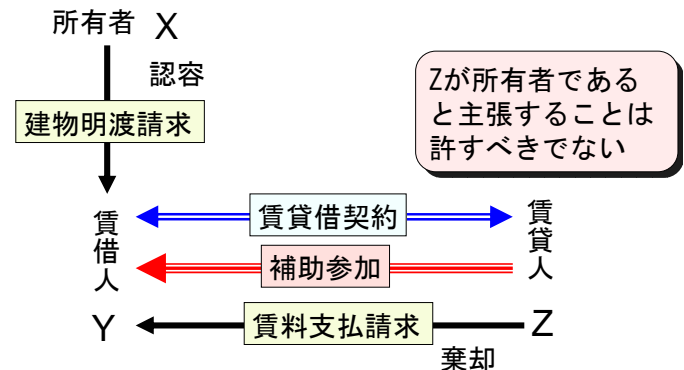 所有者 X
認容
建物明渡請求
Zが所有者である
と主張することは
許すべきでない
賃借人
賃貸借契約
賃貸人
補助参加
Y
賃料支払請求
Z
棄却